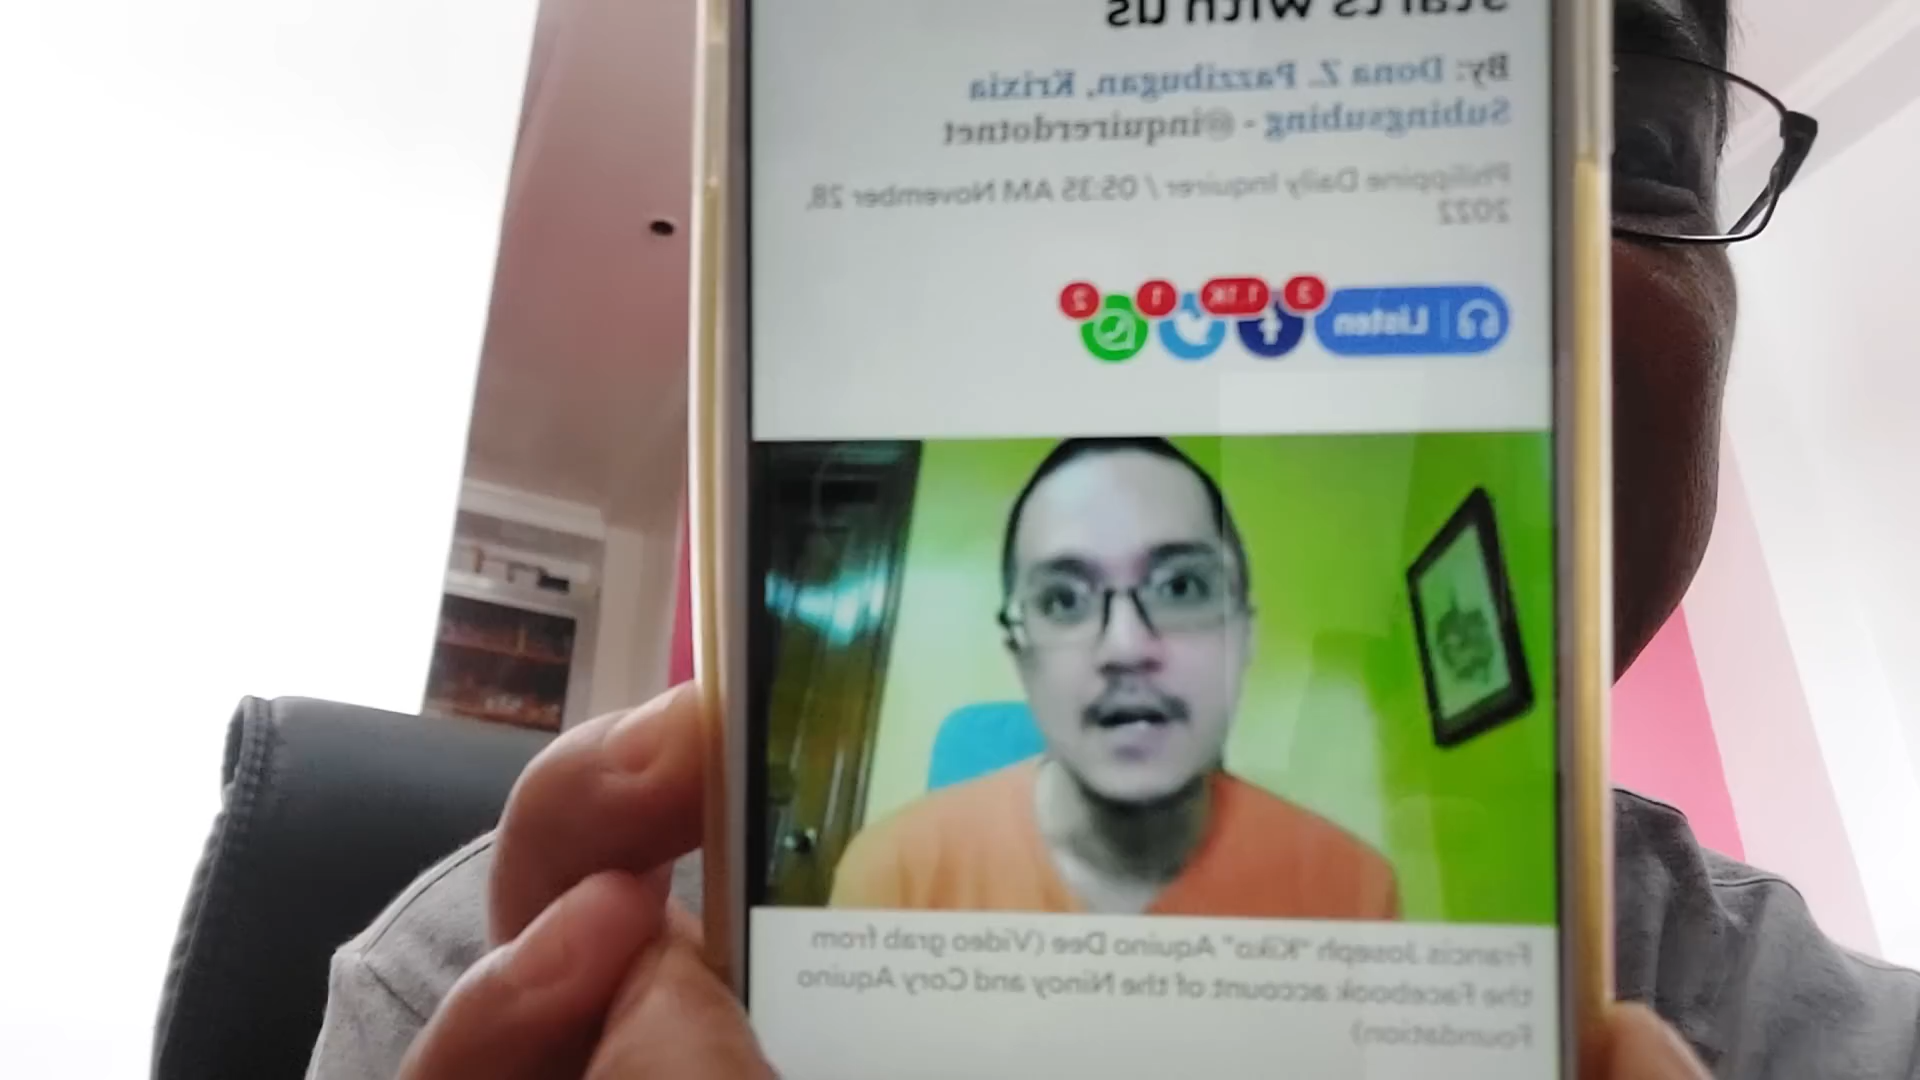 starts with us
By: Dona Z. Pazzibugan, Krixia
Subingsubing - @inquirerdotnet
Philippine Daily Inquirer / 05:35 AM November 28,
2022
Listen
3
1.1K
1
2
Francis Joseph "Kiko" Aquino Dee (Video grab from
the Facebook account of the Ninoy and Cory Aquino
Foundation)